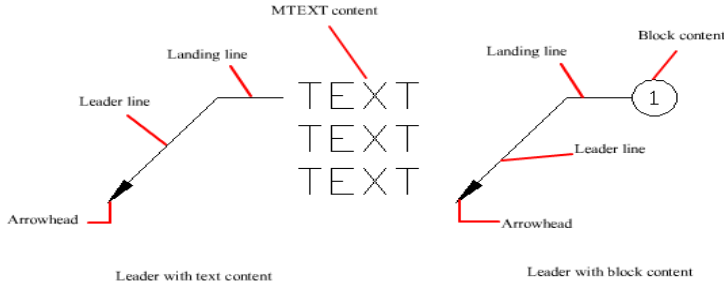 MTEXT content
Landing line
Leader line
TEXT
TEXT
TEXT
Arrowhead
Leader with text content
Block content
Landing line
1
Leader line
Arrowhead
Leader with block content